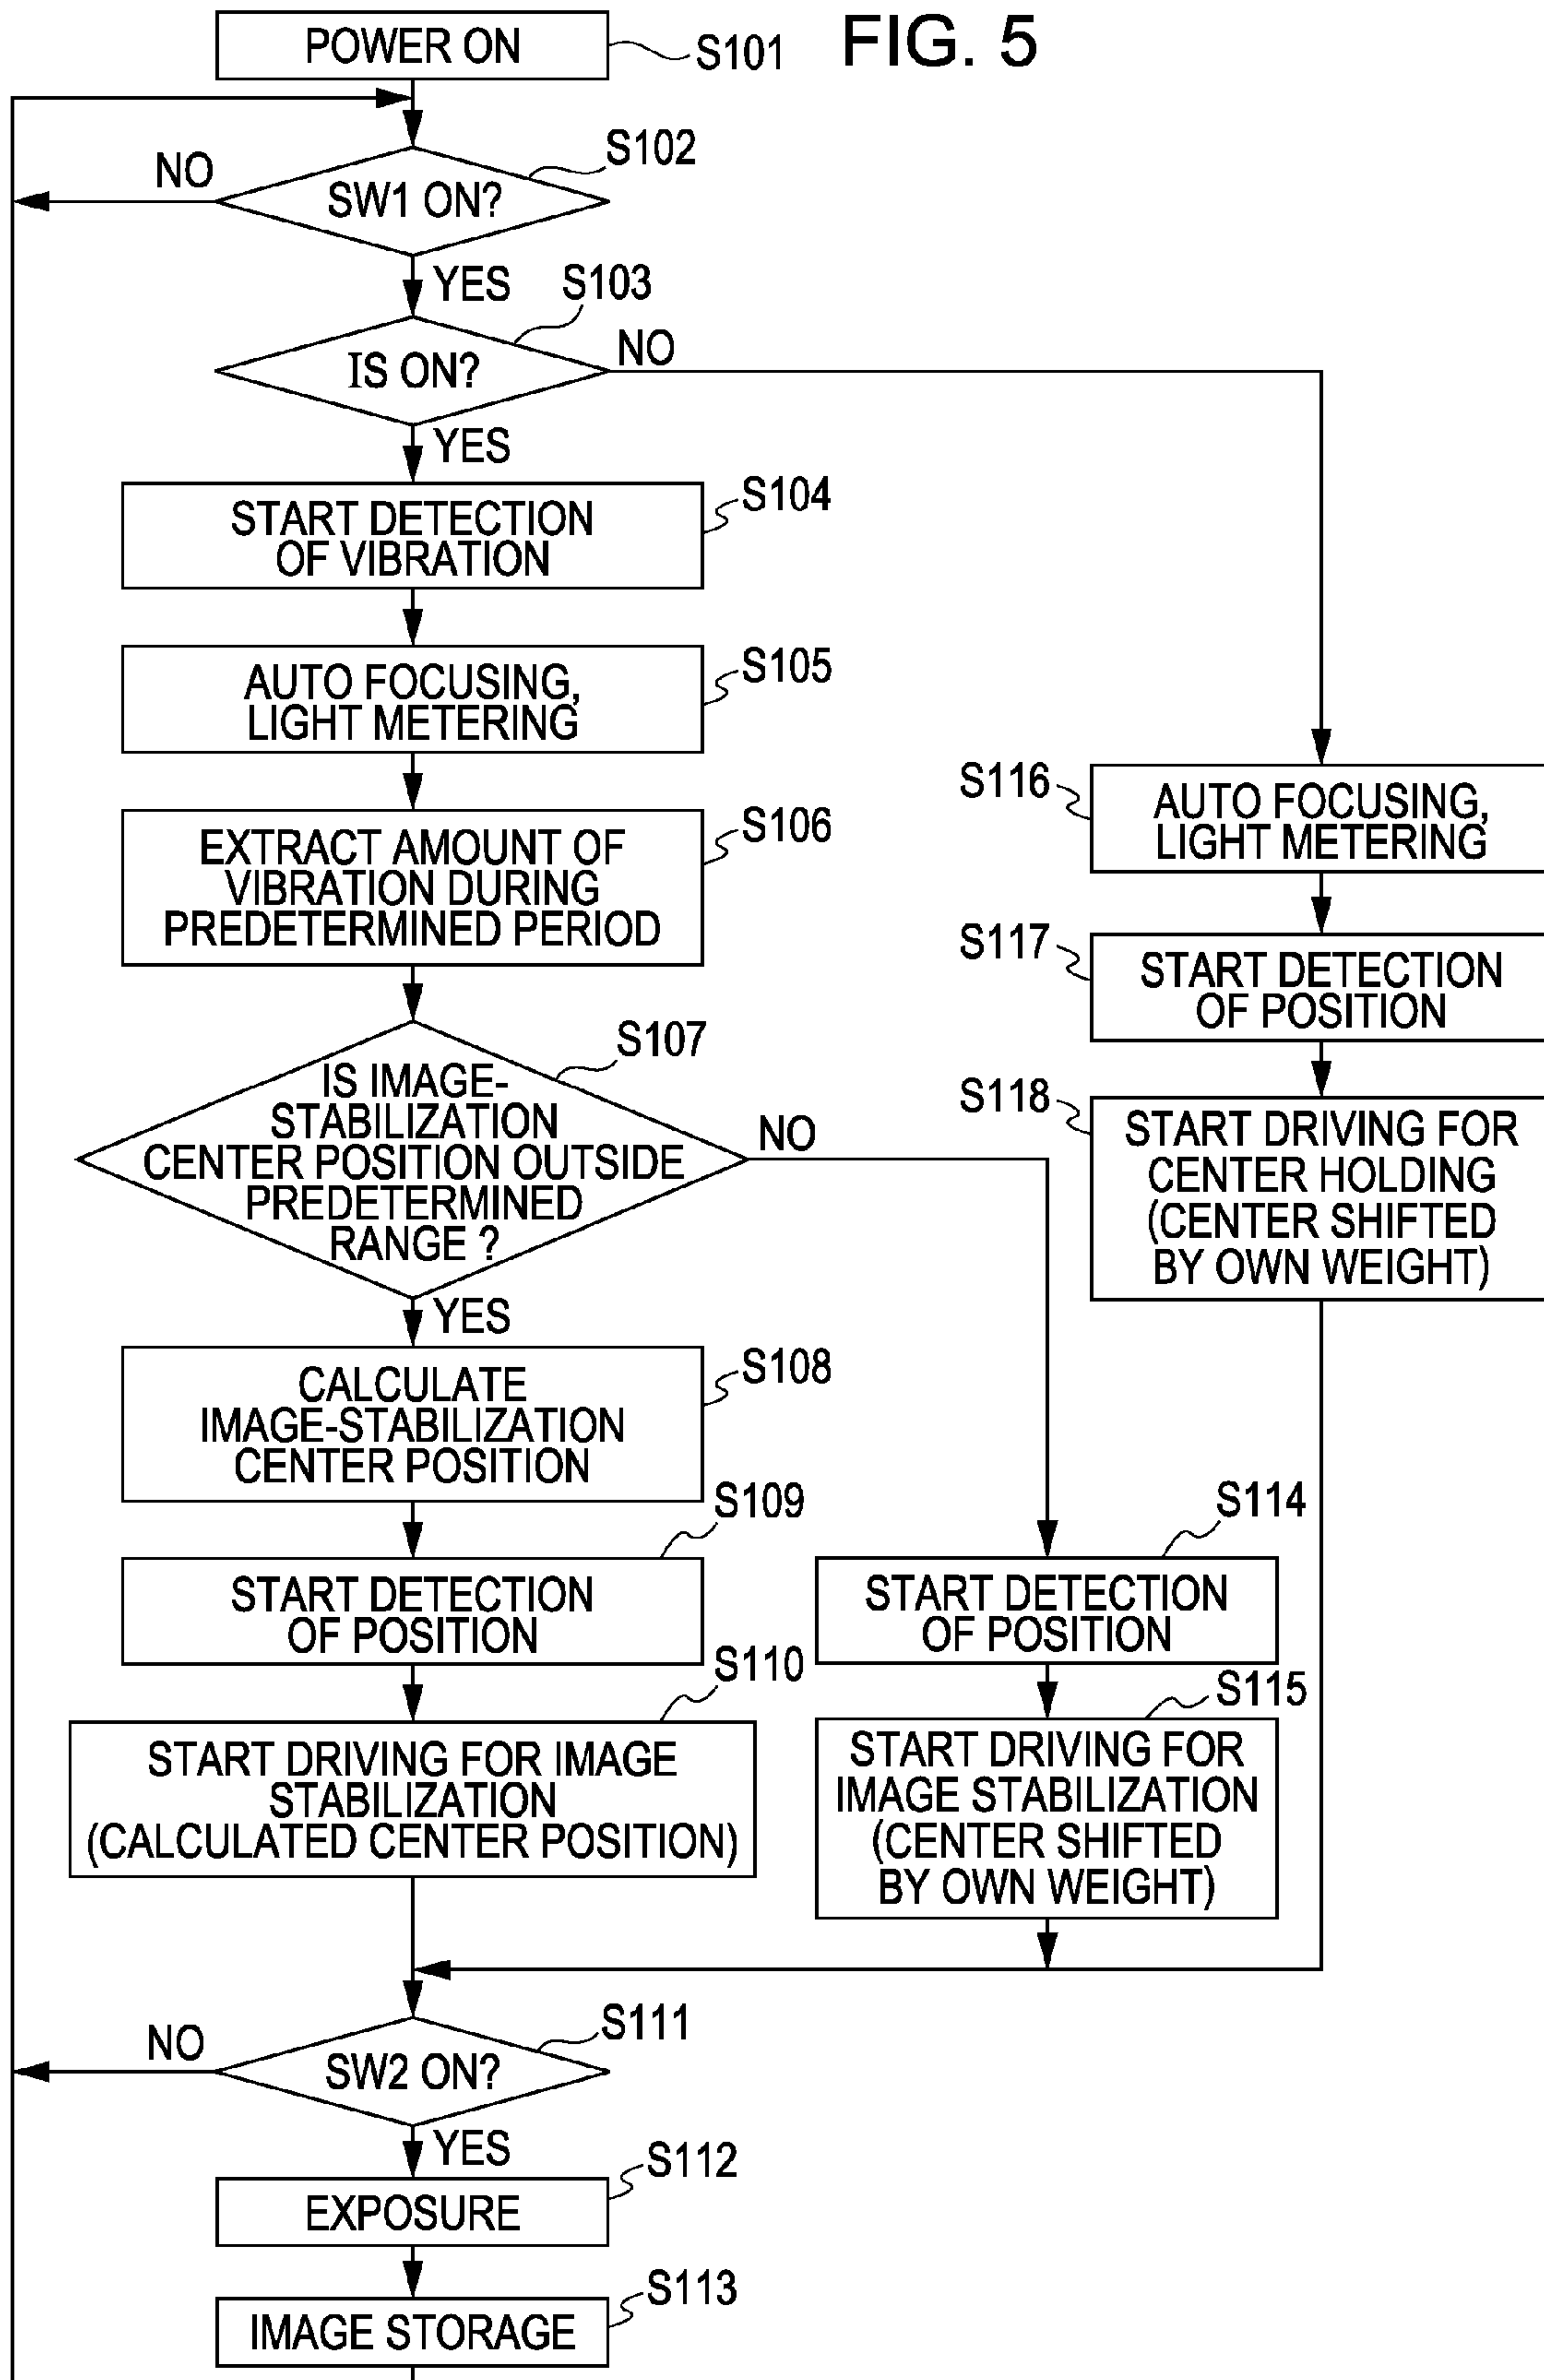 FIG. 5
POWER ON
S101
S102
SW1 ON?
NO
YES
S103
IS ON?
NO
YES
S104
START DETECTION
OF VIBRATION
S105
AUTO FOCUSING,
LIGHT METERING
S106
EXTRACT AMOUNT OF
VIBRATION DURING
PREDETERMINED PERIOD
S116
AUTO FOCUSING,
LIGHT METERING
S117
START DETECTION
OF POSITION
S118
START DRIVING FOR
CENTER HOLDING
(CENTER SHIFTED
BY OWN WEIGHT)
S107
IS IMAGE-
STABILIZATION
CENTER POSITION OUTSIDE
PREDETERMINED
RANGE ?
NO
YES
S108
CALCULATE
IMAGE-STABILIZATION
CENTER POSITION
S109
START DETECTION
OF POSITION
S110
START DRIVING FOR IMAGE
STABILIZATION
(CALCULATED CENTER POSITION)
S114
START DETECTION
OF POSITION
S115
START DRIVING FOR
IMAGE STABILIZATION
(CENTER SHIFTED
BY OWN WEIGHT)
S111
SW2 ON?
NO
YES
S112
EXPOSURE
S113
IMAGE STORAGE